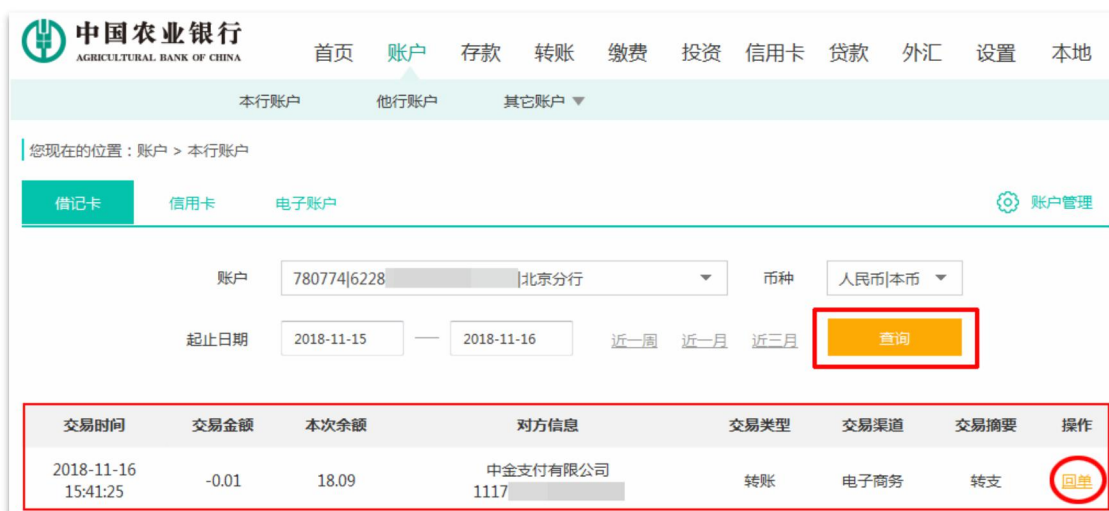 中国农业银行
AGRICULTURAL BANK OF CHINA
首页 账户 存款 转账 缴费 投资 信用卡 贷款 外汇 设置 本地
本行账户 他行账户 其它账户
您现在的位置：账户 > 本行账户
借记卡 信用卡 电子账户 账户管理
账户 780774|6228 |北京分行 币种 人民币|本币
起止日期 2018-11-15 — 2018-11-16 近一周 近一月 近三月 查询
交易时间 交易金额 本次余额 对方信息 交易类型 交易渠道 交易摘要 操作
2018-11-16
15:41:25
-0.01 18.09
中金支付有限公司
1117
转账 电子商务 转支 回单